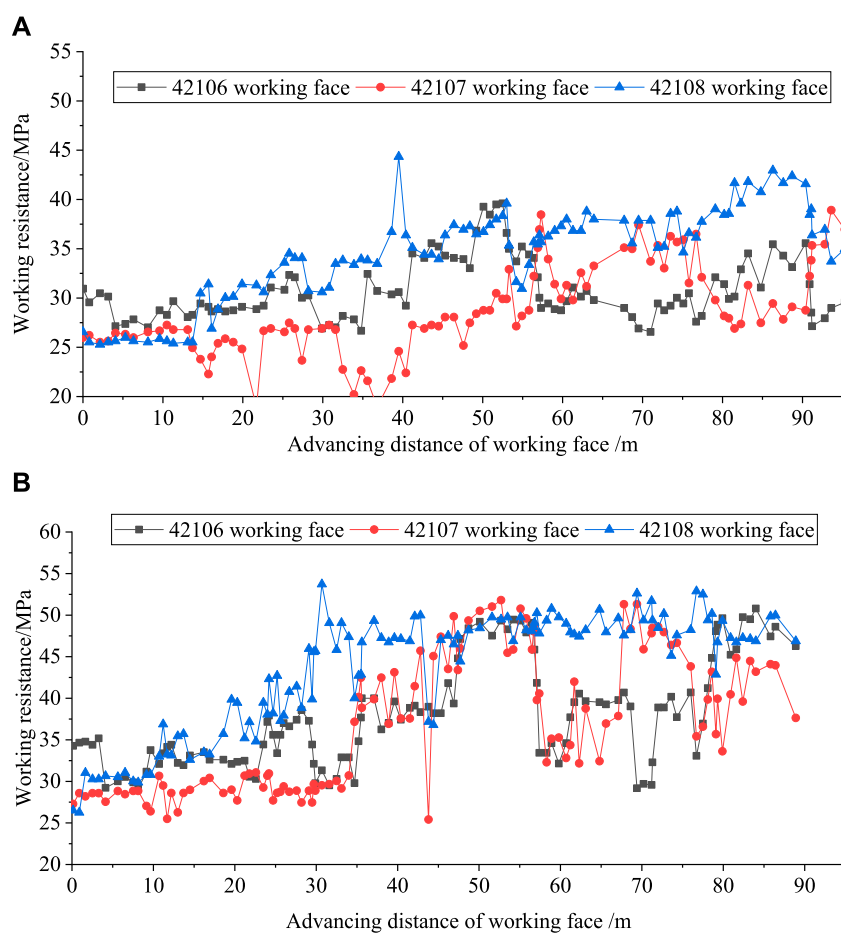 A
55
50
45
40
35
30
25
20
Working resistance/MPa
42106 working face
42107 working face
42108 working face
0 10 20 30 40 50 60 70 80 90
Advancing distance of working face /m
B
60
55
50
45
40
35
30
25
20
Working resistance/MPa
42106 working face
42107 working face
42108 working face
0 10 20 30 40 50 60 70 80 90
Advancing distance of working face /m